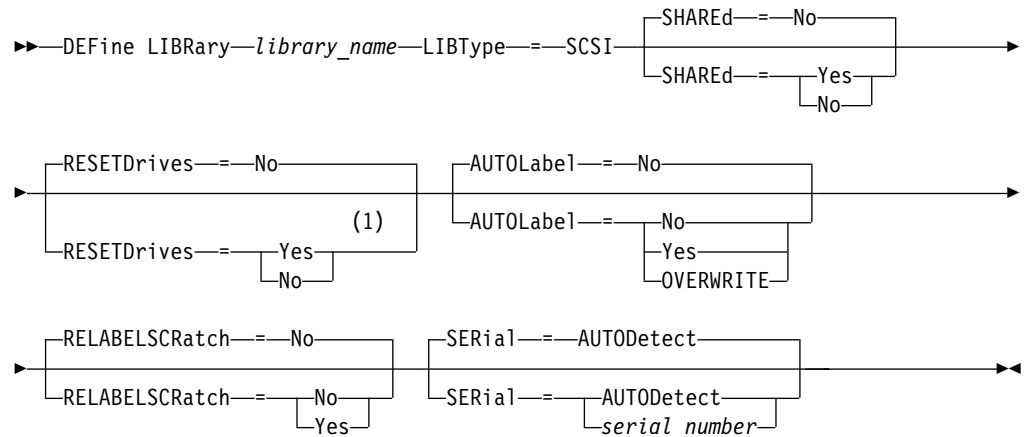 SHAREd = No
DEFine LIBRary library_name LIBType = SCSI
SHAREd = Yes
No
RESETDrives = No AUTOLabel = No
(1)
RESETDrives = Yes AUTOLabel = No
No Yes
OVERWRITE
RELABELSCRatch = No SERial = AUTODetect
RELABELSCRatch = No SERial = AUTODetect
Yes serial number